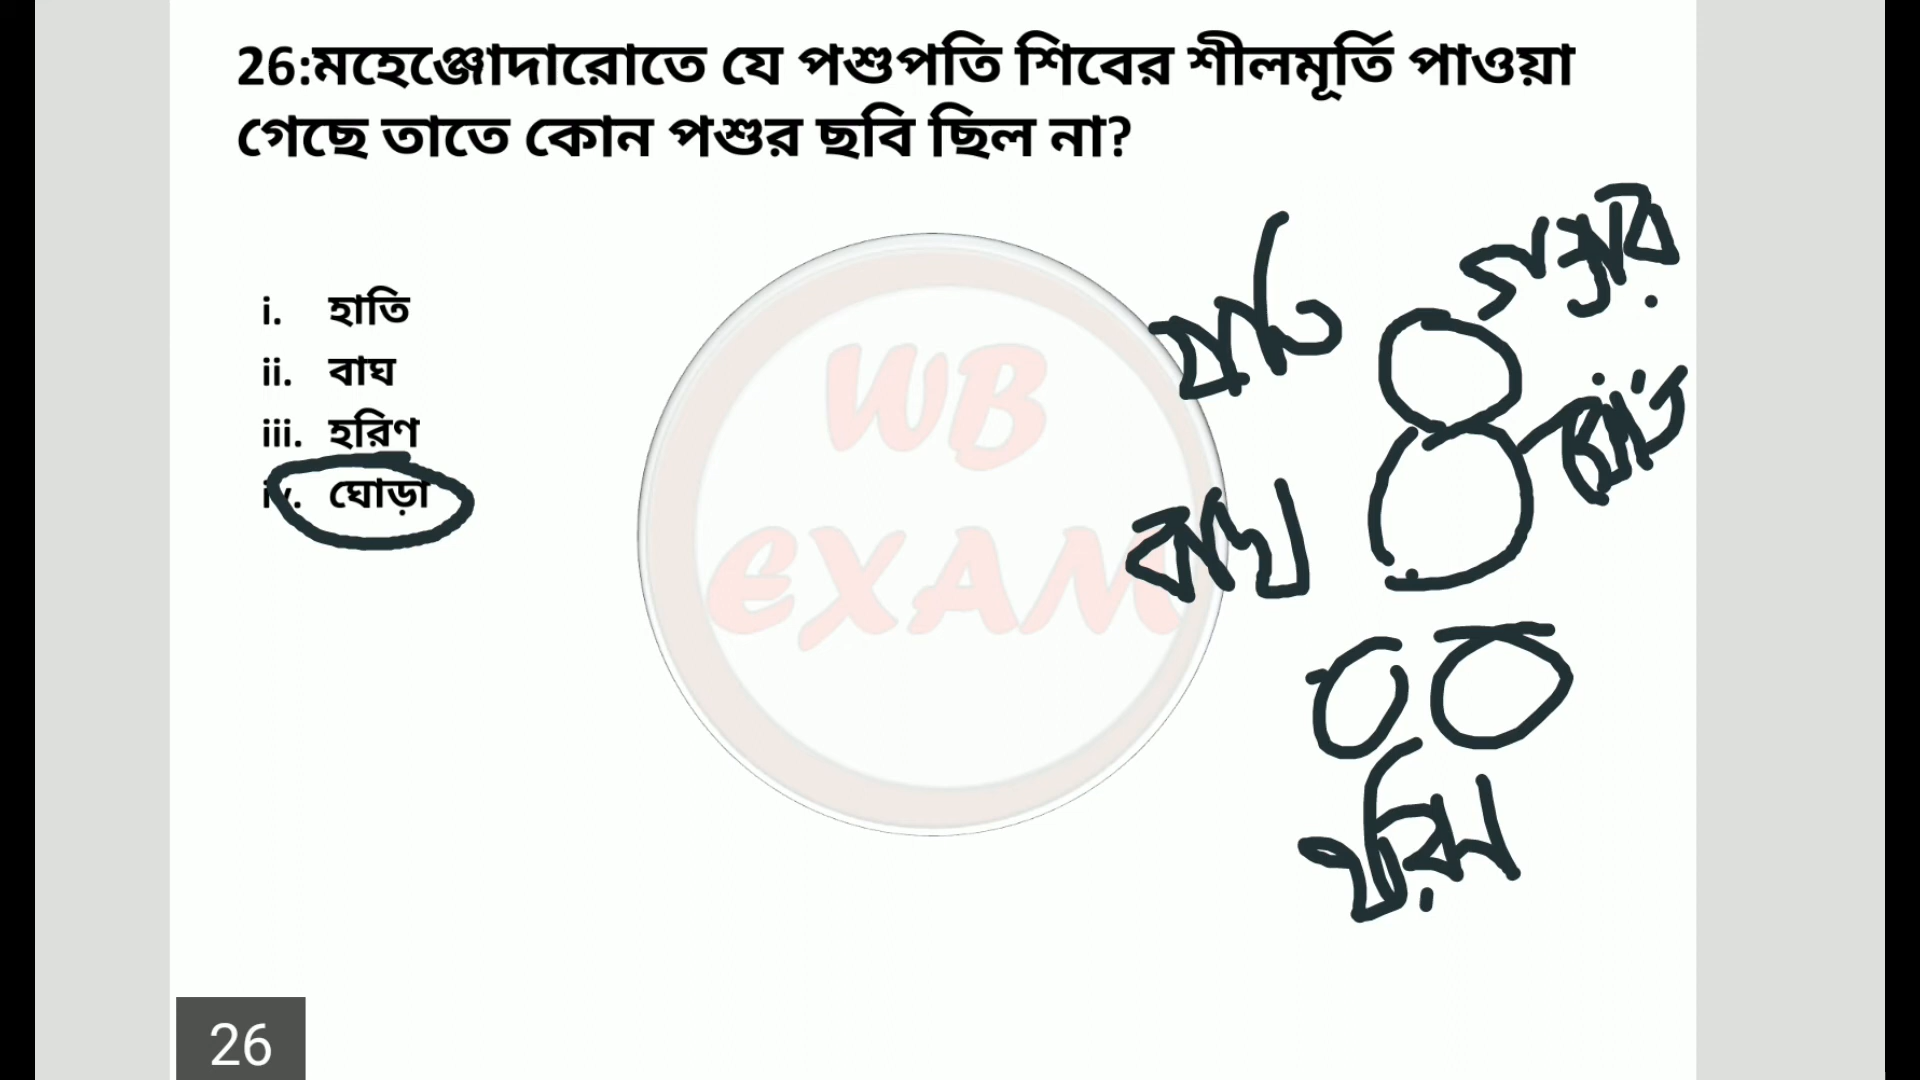 26:মহেঞ্জোদারোতে যে পশুপতি শিবের শীলমূর্তি পাওয়া
গেছে তাতে কোন পশুর ছবি ছিল না?
i. হাতি
ii. বাঘ
iii. হরিণ
iv. ঘোড়া
WB
EXAM
বাঘ
26